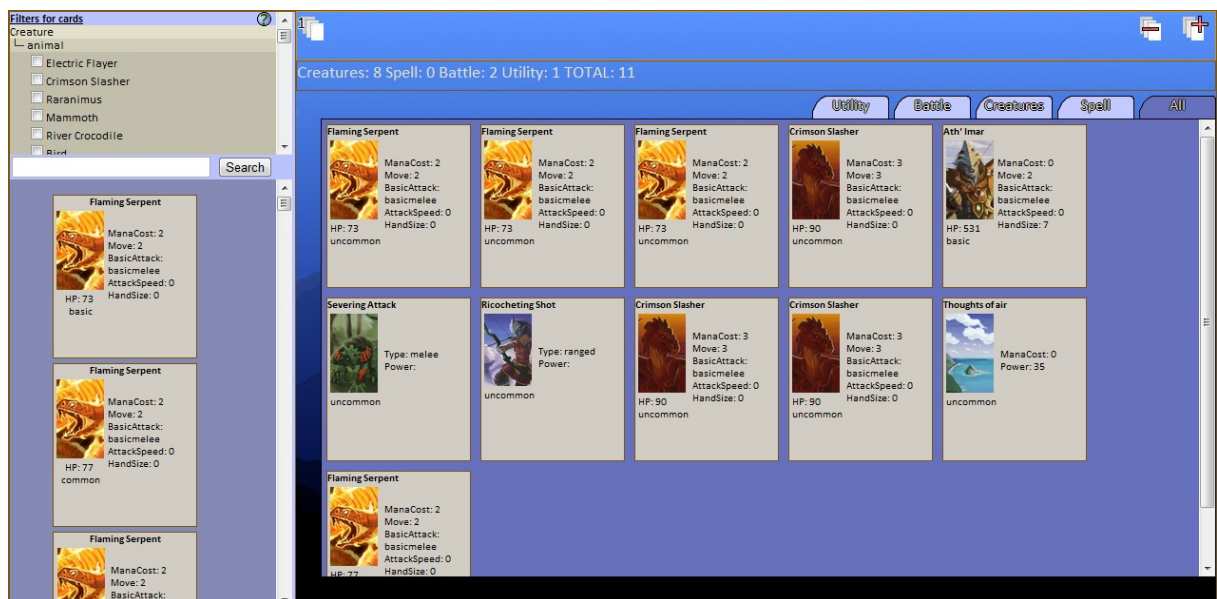 Filters for cards
Creature
animal
Electric Flayer
Crimson Slasher
Raranimus
Mammoth
River Crocodile
Bird
Search
Flaming Serpent
ManaCost: 2
Move: 2
BasicAttack:
basicmelee
AttackSpeed: 0
HandSize: 0
HP: 73
basic
Flaming Serpent
ManaCost: 2
Move: 2
BasicAttack:
basicmelee
AttackSpeed: 0
HandSize: 0
HP: 77
common
Flaming Serpent
ManaCost: 2
Move: 2
BasicAttack:
1
Creatures: 8 Spell: 0 Battle: 2 Utility: 1 TOTAL: 11
Utility
Battle
Creatures
Spell
All
Flaming Serpent
ManaCost: 2
Move: 2
BasicAttack:
basicmelee
AttackSpeed: 0
HandSize: 0
HP: 73
uncommon
Flaming Serpent
ManaCost: 2
Move: 2
BasicAttack:
basicmelee
AttackSpeed: 0
HandSize: 0
HP: 73
uncommon
Flaming Serpent
ManaCost: 2
Move: 2
BasicAttack:
basicmelee
AttackSpeed: 0
HandSize: 0
HP: 73
uncommon
Crimson Slasher
ManaCost: 3
Move: 3
BasicAttack:
basicmelee
AttackSpeed: 0
HandSize: 0
HP: 90
uncommon
Ath' Imar
ManaCost: 0
Move: 2
BasicAttack:
basicmelee
AttackSpeed: 0
HandSize: 7
HP: 531
basic
Severing Attack
Type: melee
Power:
uncommon
Ricocheting Shot
Type: ranged
Power:
uncommon
Crimson Slasher
ManaCost: 3
Move: 3
BasicAttack:
basicmelee
AttackSpeed: 0
HandSize: 0
HP: 90
uncommon
Crimson Slasher
ManaCost: 3
Move: 3
BasicAttack:
basicmelee
AttackSpeed: 0
HandSize: 0
HP: 90
uncommon
Thoughts of air
ManaCost: 0
Power: 35
uncommon
Flaming Serpent
ManaCost: 2
Move: 2
BasicAttack:
basicmelee
AttackSpeed: 0
HandSize: 0
HP: 77